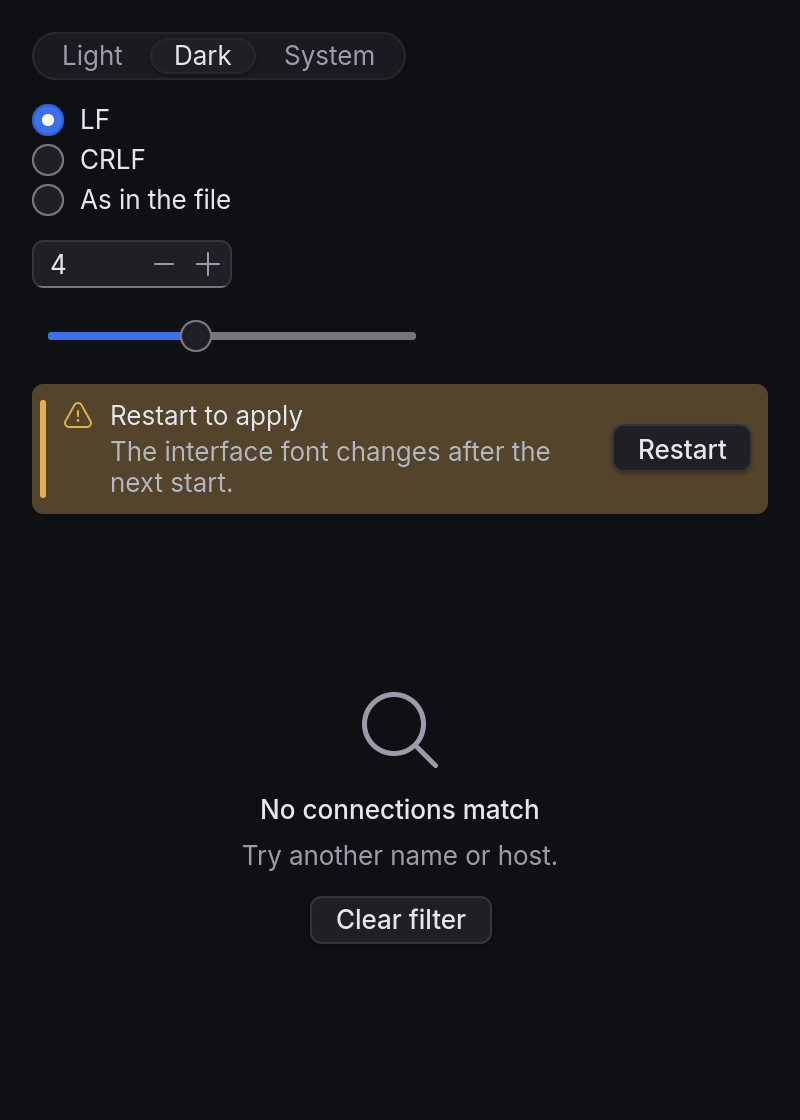 Light Dark System
LF
CRLF
As in the file
4
Restart to apply
The interface font changes after the
next start.
Restart
No connections match
Try another name or host.
Clear filter